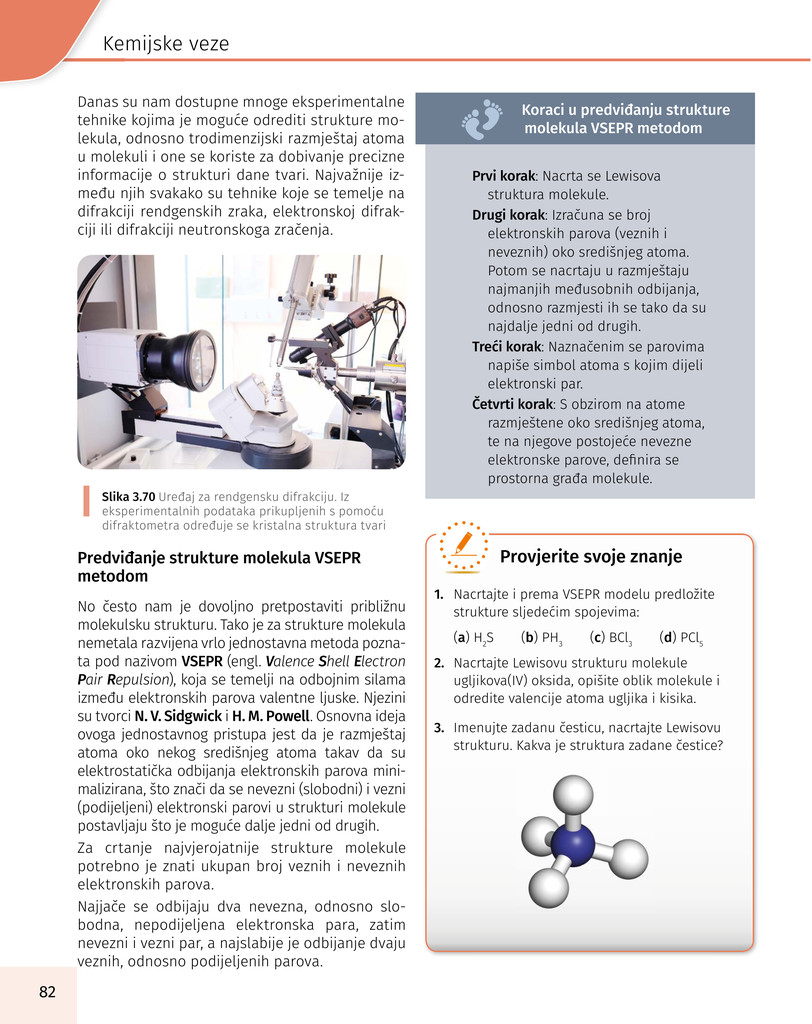 Kemijske veze
Danas su nam dostupne mnoge eksperimentalne
tehnike kojima je moguće odrediti strukture mo-
lekula, odnosno trodimenzijski razmještaj atoma
u molekuli i one se koriste za dobivanje precizne
informacije o strukturi dane tvari. Najvažnije iz-
među njih svakako su tehnike koje se temelje na
difrakciji rendgenskih zraka, elektronskoj difrak-
ciji ili difrakciji neutronskoga zračenja.
Slika 3.70 Uređaj za rendgensku difrakciju. Iz
eksperimentalnih podataka prikupljenih s pomoću
difraktometra određuje se kristalna struktura tvari
Predviđanje strukture molekula VSEPR
metodom
No često nam je dovoljno pretpostaviti približnu
molekulsku strukturu. Tako je za strukture molekula
nemetala razvijena vrlo jednostavna metoda pozna-
ta pod nazivom VSEPR (engl. Valence Shell Electron
Pair Repulsion), koja se temelji na odbojnim silama
između elektronskih parova valentne ljuske. Njezini
su tvorci N. V. Sidgwick i H. M. Powell. Osnovna ideja
ovoga jednostavnog pristupa jest da je razmještaj
atoma oko nekog središnjeg atoma takav da su
elektrostatička odbijanja elektronskih parova mini-
malizirana, što znači da se nevezni (slobodni) i vezni
(podijeljeni) elektronski parovi u strukturi molekule
postavljaju što je moguće dalje jedni od drugih.
Za crtanje najvjerojatnije strukture molekule
potrebno je znati ukupan broj veznih i neveznih
elektronskih parova.
Najjače se odbijaju dva nevezna, odnosno slo-
bodna, nepodijeljena elektronska para, zatim
nevezni i vezni par, a najslabije je odbijanje dvaju
veznih, odnosno podijeljenih parova.
Koraci u predviđanju strukture
molekula VSEPR metodom
Prvi korak: Nacrta se Lewisova
struktura molekule.
Drugi korak: Izračuna se broj
elektronskih parova (veznih i
neveznih) oko središnjeg atoma.
Potom se nacrtaju u razmještaju
najmanjih međusobnih odbijanja,
odnosno razmjesti ih se tako da su
najdalje jedni od drugih.
Treći korak: Naznačenim se parovima
napiše simbol atoma s kojim dijeli
elektronski par.
Četvrti korak: S obzirom na atome
razmještene oko središnjeg atoma,
te na njegove postojeće nevezne
elektronske parove, definira se
prostorna građa molekule.
Provjerite svoje znanje
1. Nacrtajte i prema VSEPR modelu predložite
strukture sljedećim spojevima:
(a) H₂S (b) PH₃ (c) BCl₃ (d) PCl₅
2. Nacrtajte Lewisovu strukturu molekule
ugljikova(IV) oksida, opišite oblik molekule i
odredite valencije atoma ugljika i kisika.
3. Imenujte zadanu česticu, nacrtajte Lewisovu
strukturu. Kakva je struktura zadane čestice?
82